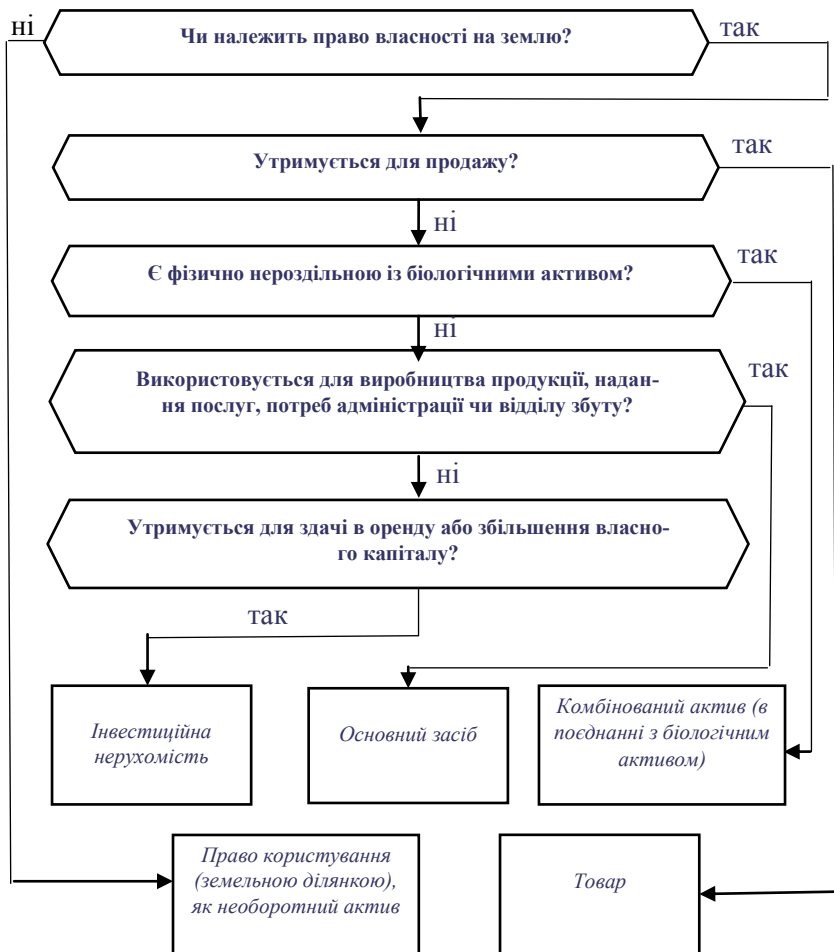 ні
Чи належить право власності на землю?
так
Утримується для продажу?
так
ні
Є фізично нероздільною із біологічними активом?
так
ні
Використовується для виробництва продукції, надан-
ня послуг, потреб адміністрації чи відділу збуту?
так
ні
Утримується для здачі в оренду або збільшення власно-
го капіталу?
так
Інвестиційна
нерухомість
Основний засіб
Комбінований актив (в
поєднанні з біологічним
активом)
Право користування
(земельною ділянкою),
як необоротний актив
Товар